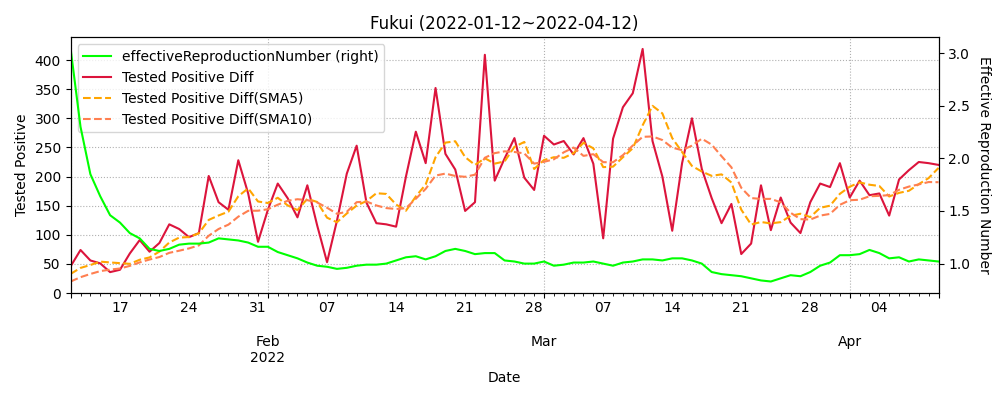 Fukui (2022-01-12~2022-04-12)
effectiveReproductionNumber (right)
Tested Positive Diff
Tested Positive Diff(SMA5)
Tested Positive Diff(SMA10)
Tested Positive
400
350
300
250
200
150
100
50
0
3.0
2.5
2.0
1.5
1.0
Effective Reproduction Number
17 24 31 07 14 21 28 07 14 21 28 04
Feb Mar Apr
2022
Date